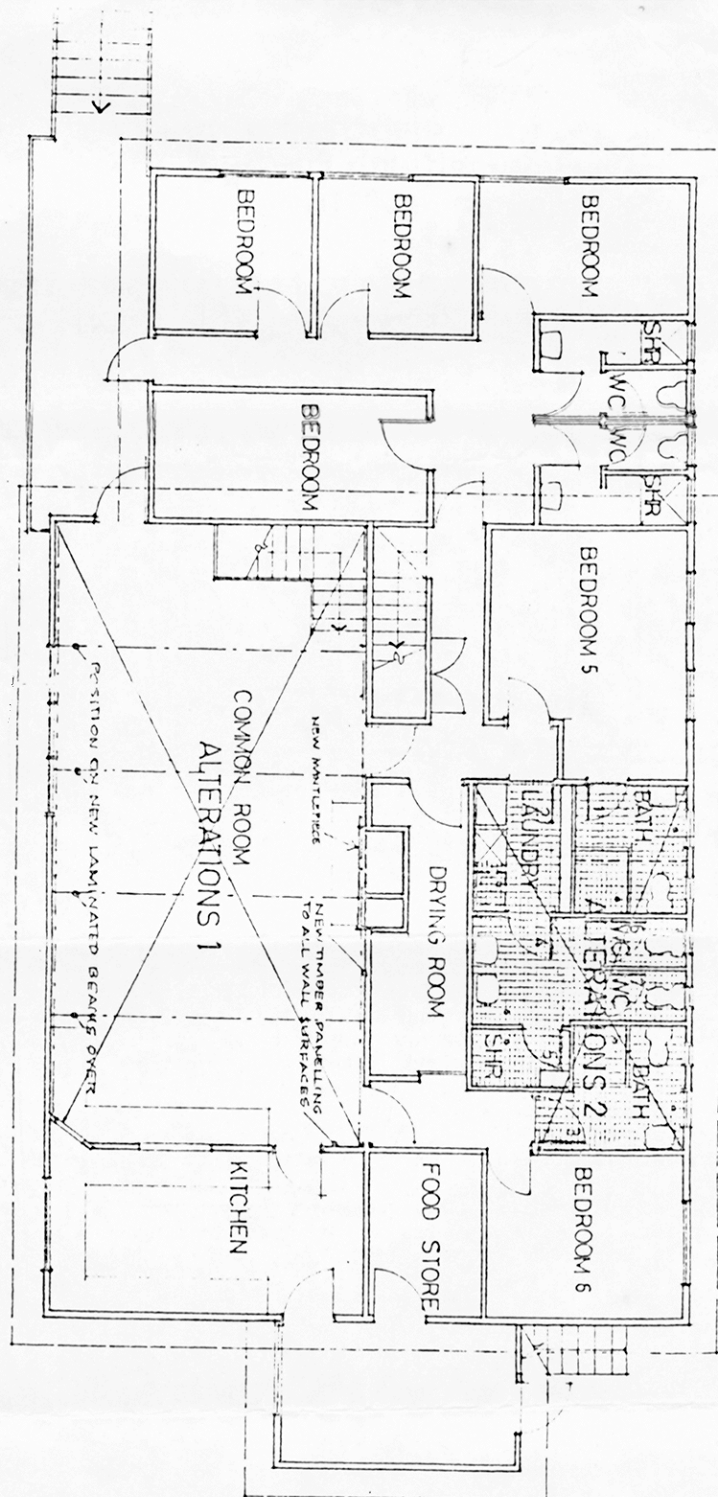 BEDROOM
BEDROOM
BEDROOM
SHR
WC
WC
SHR
BEDROOM
BEDROOM 5
COMMON ROOM
ALTERATIONS 1
NEW MANTLEPIECE
NEW TIMBER PANELLING
TO ALL WALL SURFACES
POSITION ON NEW LAMINATED BEAMS OVER
DRYING ROOM
LAUNDRY
BATH
ALTERATIONS 2
WC
WC
SHR
BATH
KITCHEN
FOOD STORE
BEDROOM 6